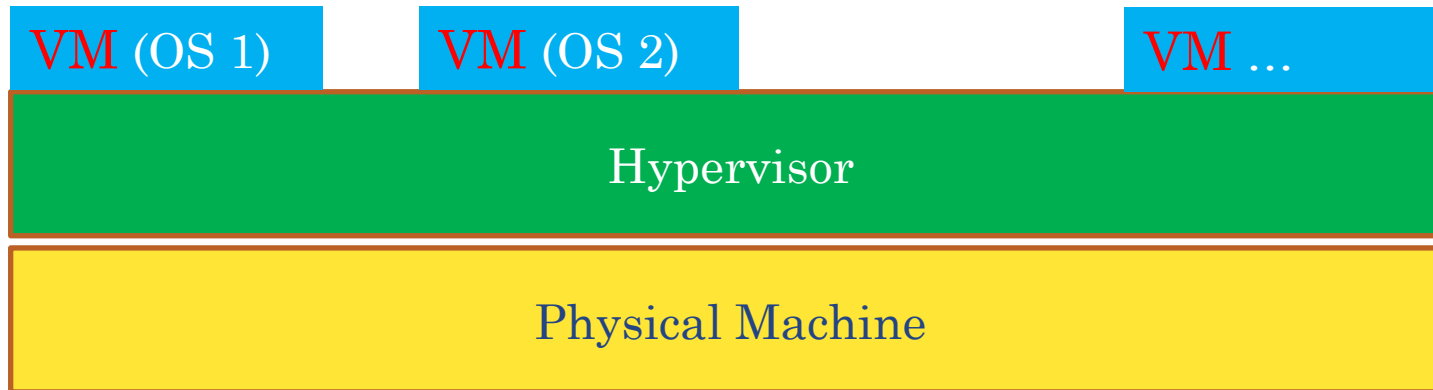 VM (OS 1)
VM (OS 2)
VM ...
Hypervisor
Physical Machine